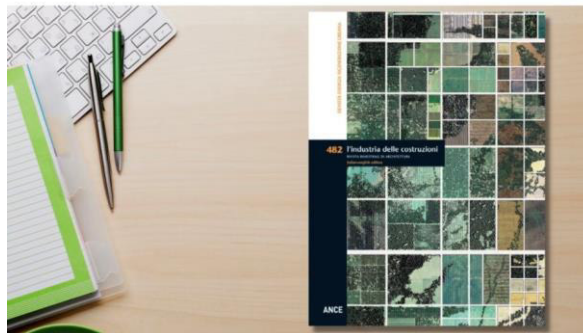 482 l'industria delle costruzioni
RIVISTA BIMESTRALE DI ARCHITETTURA
ANCE